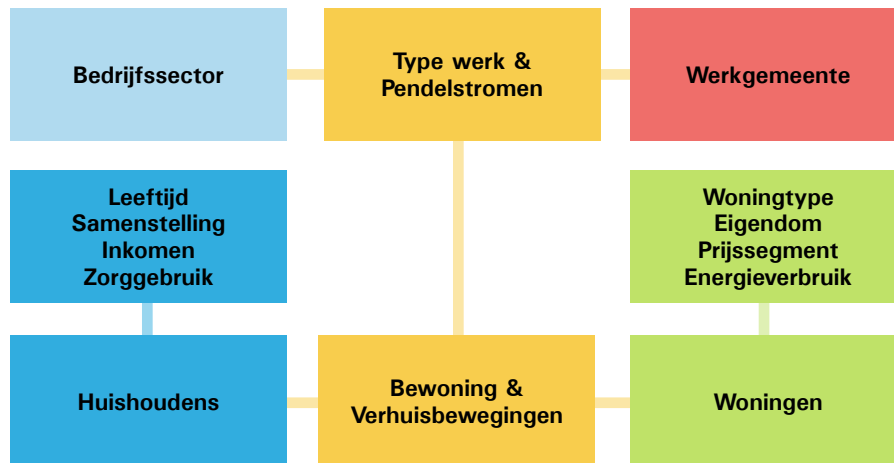 Bedrijfssector
Type werk &
Pendelstromen
Werkgemeente
Leeftijd
Samenstelling
Inkomen
Zorggebruik
Woningtype
Eigendom
Prijssegment
Energieverbruik
Huishoudens
Bewoning &
Verhuisbewegingen
Woningen